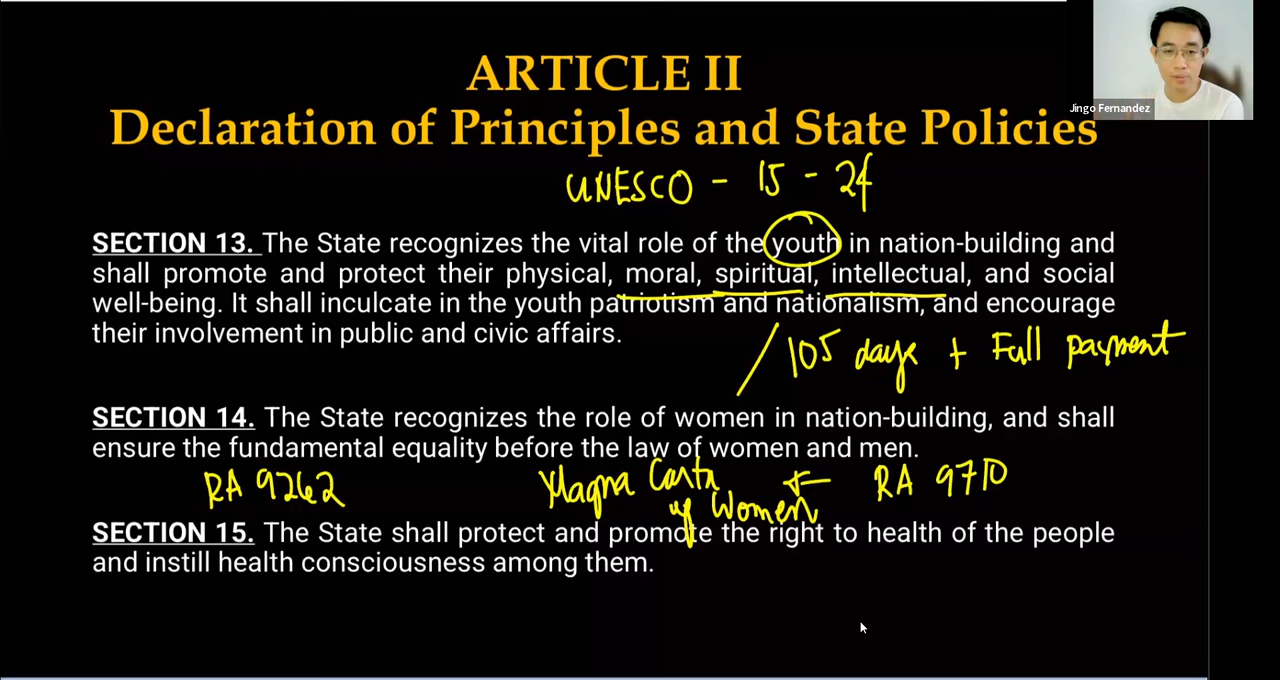 Jingo Fernandez
ARTICLE II
Declaration of Principles and State Policies
UNESCO - 15 - 24
SECTION 13. The State recognizes the vital role of the youth in nation-building and
shall promote and protect their physical, moral, spiritual, intellectual, and social
well-being. It shall inculcate in the youth patriotism and nationalism, and encourage
their involvement in public and civic affairs.
105 days + Full payment
SECTION 14. The State recognizes the role of women in nation-building, and shall
ensure the fundamental equality before the law of women and men.
RA 9262 Magna Carta ← RA 9710
of Women
SECTION 15. The State shall protect and promote the right to health of the people
and instill health consciousness among them.